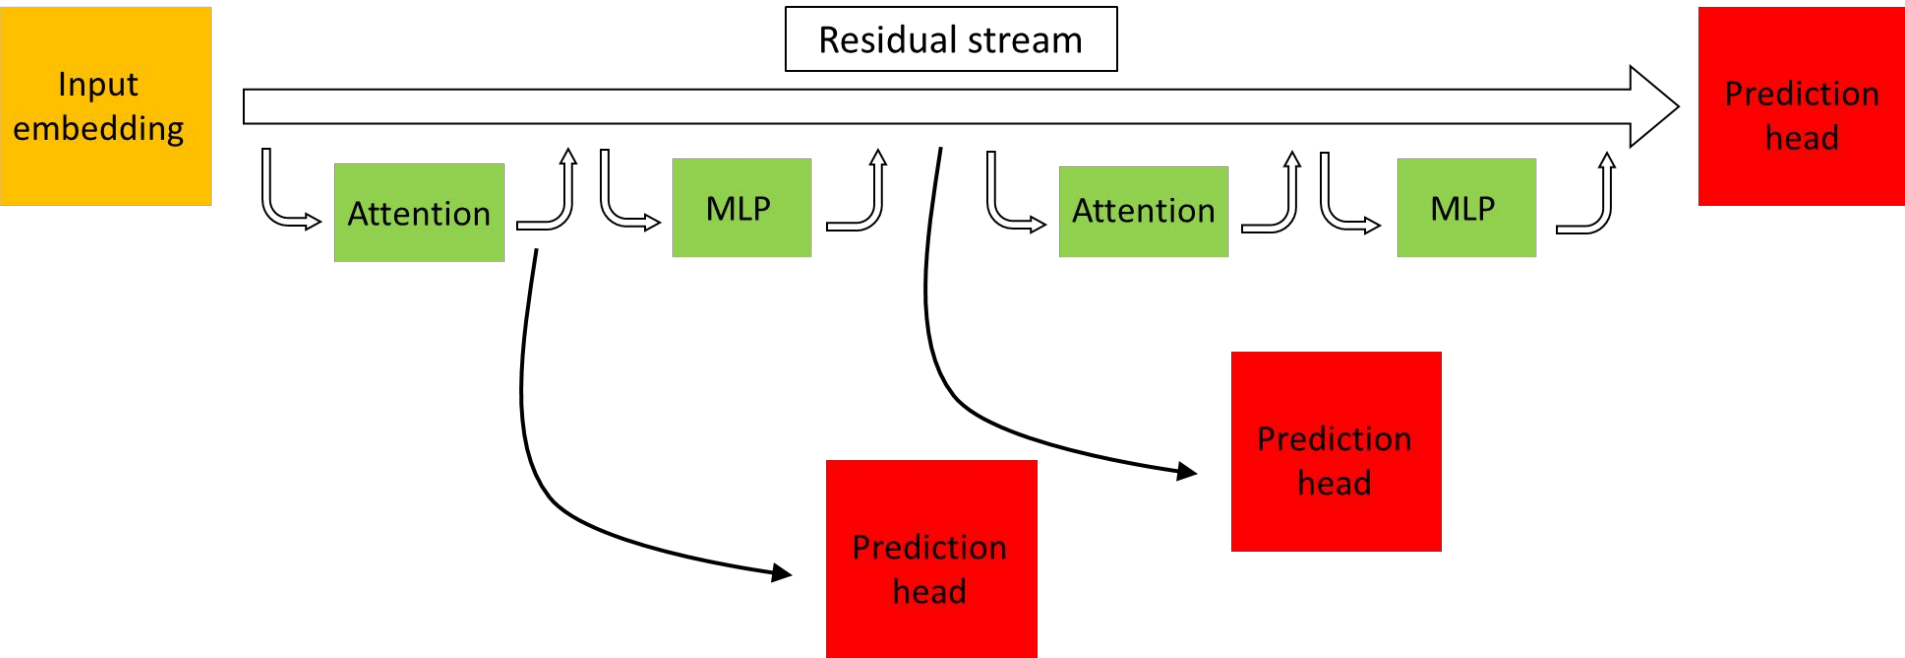 Residual stream
Input
embedding
Prediction
head
Attention
MLP
Attention
MLP
Prediction
head
Prediction
head